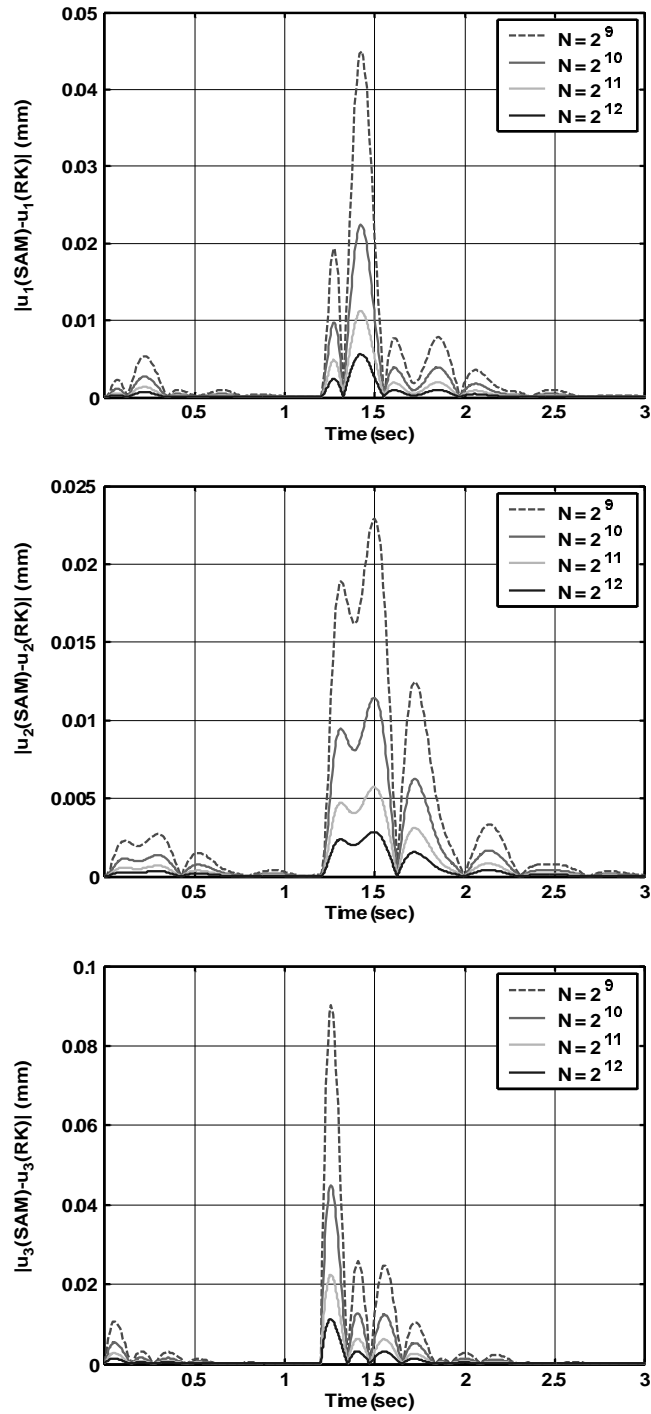 |u1(SAM)-u1(RK)| (mm)
0.05
0.04
0.03
0.02
0.01
0
0.5
1
1.5
2
2.5
3
Time(sec)
N=2^9
N=2^10
N=2^11
N=2^12
|u2(SAM)-u2(RK)| (mm)
0.025
0.02
0.015
0.01
0.005
0
0.5
1
1.5
2
2.5
3
Time(sec)
N=2^9
N=2^10
N=2^11
N=2^12
|u3(SAM)-u3(RK)| (mm)
0.1
0.08
0.06
0.04
0.02
0
0.5
1
1.5
2
2.5
3
Time(sec)
N=2^9
N=2^10
N=2^11
N=2^12